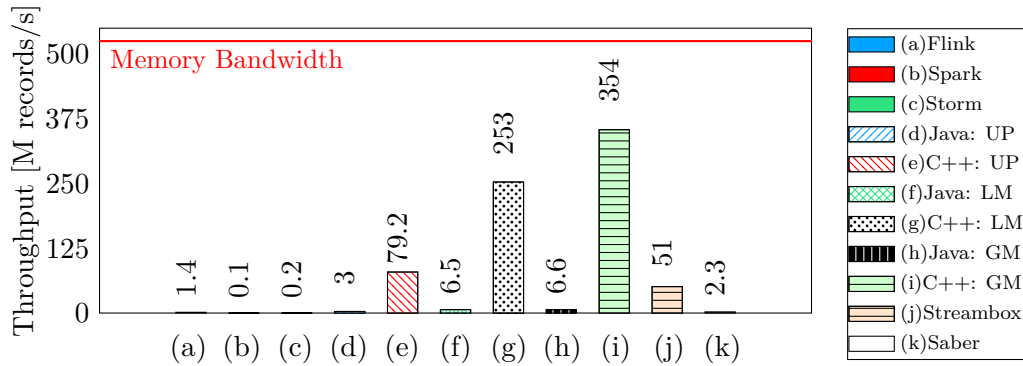 Throughput [M records/s]
500
375
250
125
0
Memory Bandwidth
1.4
0.1
0.2
3
79.2
6.5
253
6.6
354
51
2.3
(a) (b) (c) (d) (e) (f) (g) (h) (i) (j) (k)
(a)Flink
(b)Spark
(c)Storm
(d)Java: UP
(e)C++: UP
(f)Java: LM
(g)C++: LM
(h)Java: GM
(i)C++: GM
(j)Streambox
(k)Saber